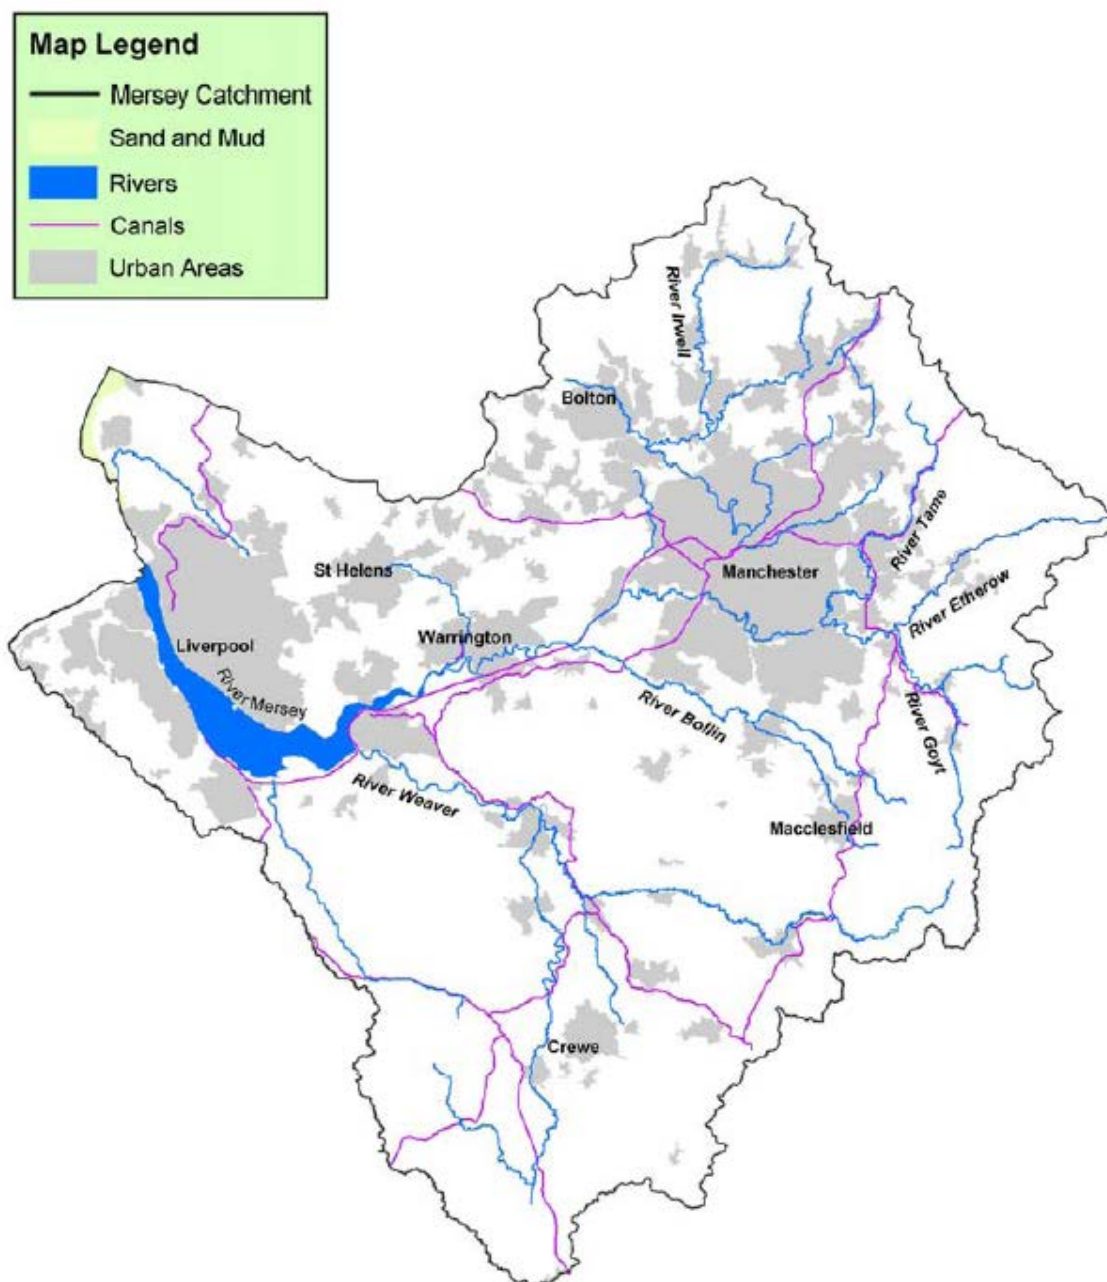 Map Legend
Mersey Catchment
Sand and Mud
Rivers
Canals
Urban Areas
River Irwell
Bolton
River Tame
St Helens
Manchester
River Etherow
Warrington
Liverpool
River Mersey
River Bollin
River Goyt
River Weaver
Macclesfield
Crewe